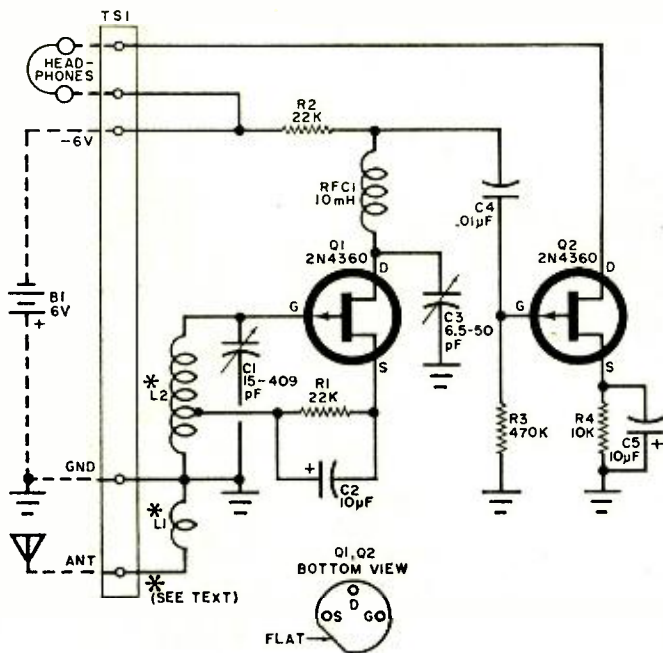 TS1
HEAD-
PHONES
-6V
R2
22K
RFC1
10mH
C4
.01µF
Q1
2N4360
D
G
S
Q2
2N4360
D
G
S
B1
6V
+
C3
6.5-50
pF
C1
15-409
pF
*L2
R1
22K
+
C2
10µF
R3
470K
R4
10K
C5
10µF
+
GND
*L1
ANT
*
(SEE TEXT)
Q1,Q2
BOTTOM VIEW
D
S
G
FLAT